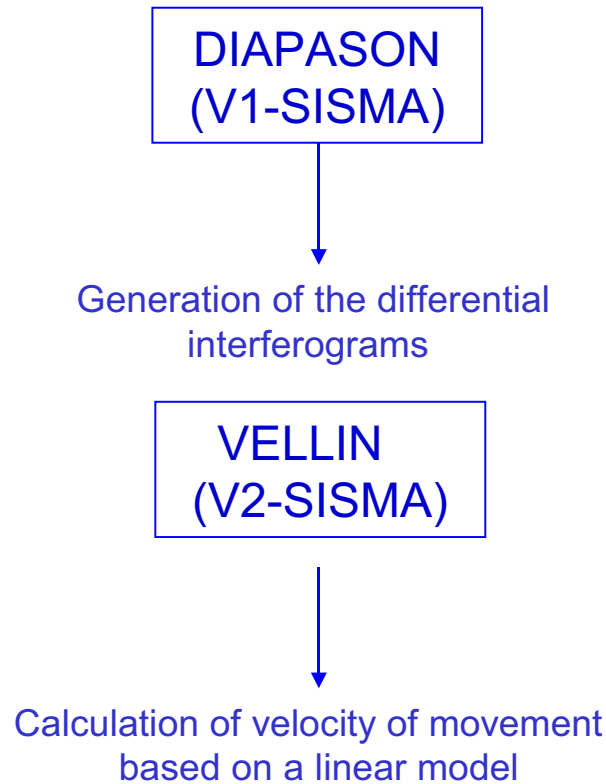 DIAPASON
(V1-SISMA)
Generation of the differential
interferograms
VELLIN
(V2-SISMA)
Calculation of velocity of movement
based on a linear model